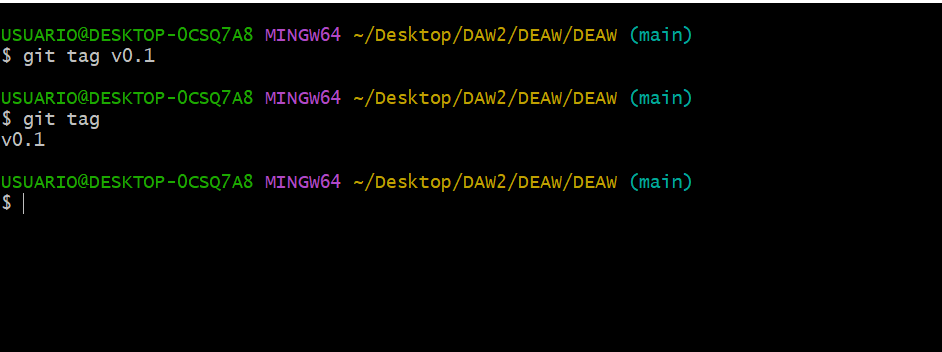 USUARIO@DESKTOP-0CSQ7A8 MINGW64 ~/Desktop/DAW2/DEAW/DEAW (main)
$ git tag v0.1
USUARIO@DESKTOP-0CSQ7A8 MINGW64 ~/Desktop/DAW2/DEAW/DEAW (main)
$ git tag
v0.1
USUARIO@DESKTOP-0CSQ7A8 MINGW64 ~/Desktop/DAW2/DEAW/DEAW (main)
$